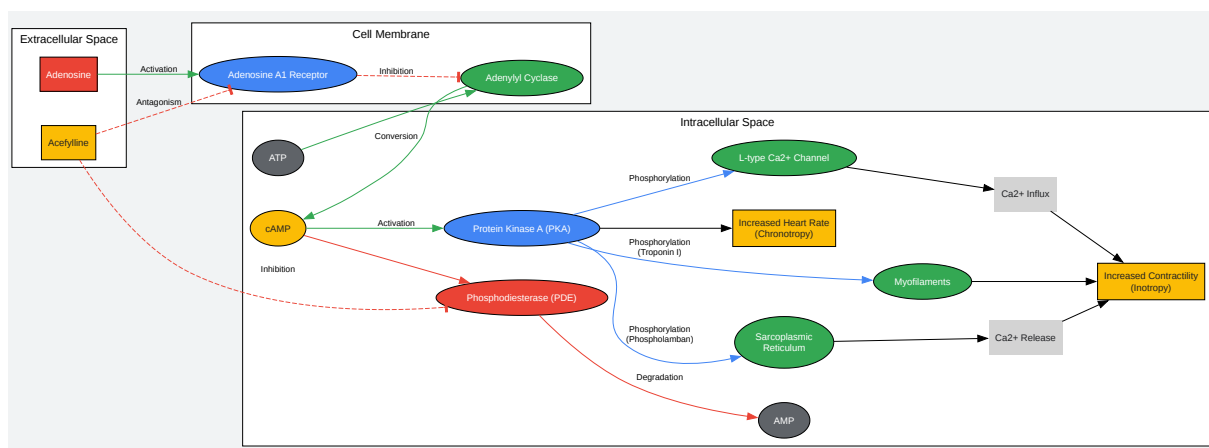 Extracellular Space
Cell Membrane
Adenosine
Activation
Adenosine A1 Receptor
Inhibition
Adenylyl Cyclase
Antagonism
Acefylline
Intracellular Space
Conversion
ATP
L-type Ca2+ Channel
Phosphorylation
Ca2+ Influx
cAMP
Activation
Protein Kinase A (PKA)
Increased Heart Rate
(Chronotropy)
Phosphorylation
(Troponin I)
Inhibition
Myofilaments
Increased Contractility
(Inotropy)
Phosphodiesterase (PDE)
Phosphorylation
(Phospholamban)
Sarcoplasmic
Reticulum
Ca2+ Release
Degradation
AMP